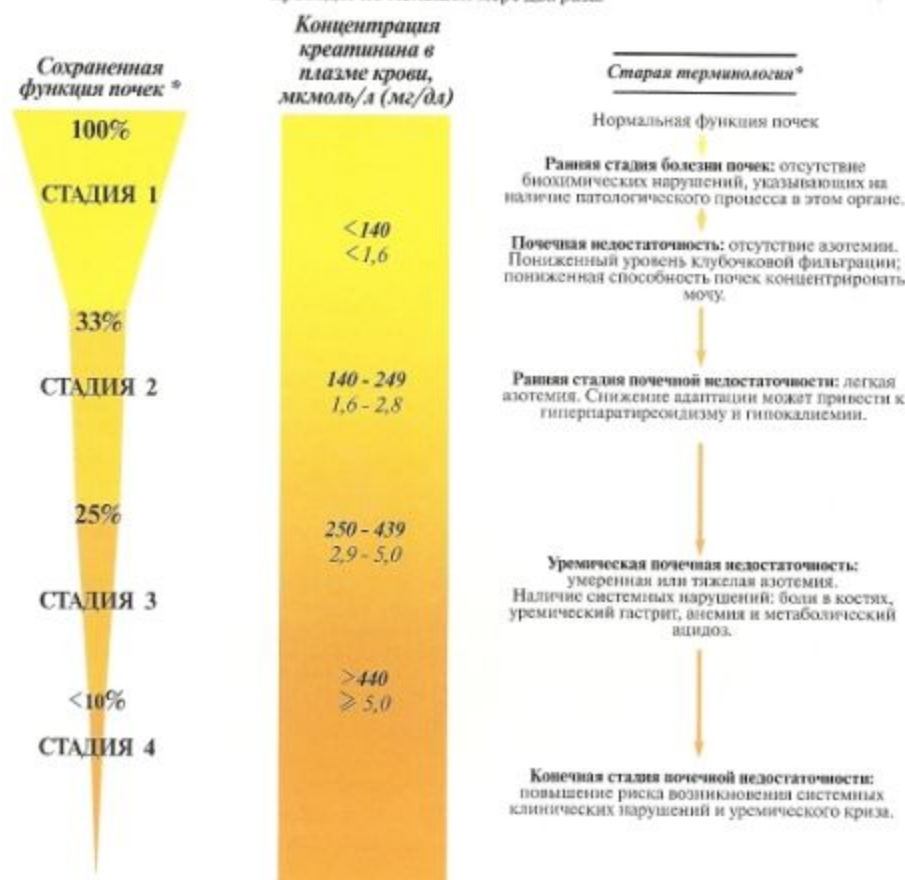 Сохраненная
функция почек *
100%
СТАДИЯ 1
33%
СТАДИЯ 2
25%
СТАДИЯ 3
<10%
СТАДИЯ 4
Концентрация
креатинина в
плазме крови,
мкмоль/л (мг/дл)
<140
<1,6
140 - 249
1,6 - 2,8
250 - 439
2,9 - 5,0
>440
⩾ 5,0
Старая терминология*
Нормальная функция почек
Ранняя стадия болезни почек: отсутствие
биохимических нарушений, указывающих на
наличие патологического процесса в этом органе.
Почечная недостаточность: отсутствие азотемии.
Пониженный уровень клубочковой фильтрации;
пониженная способность почек концентрировать
мочу.
Ранняя стадия почечной недостаточности: легкая
азотемия. Снижение адаптации может привести к
гиперпаратиреоидизму и гипокалиемии.
Уремическая почечная недостаточность:
умеренная или тяжелая азотемия.
Наличие системных нарушений: боли в костях,
уремический гастрит, анемия и метаболический
ацидоз.
Конечная стадия почечной недостаточности:
повышение риска возникновения системных
клинических нарушений и уремического криза.